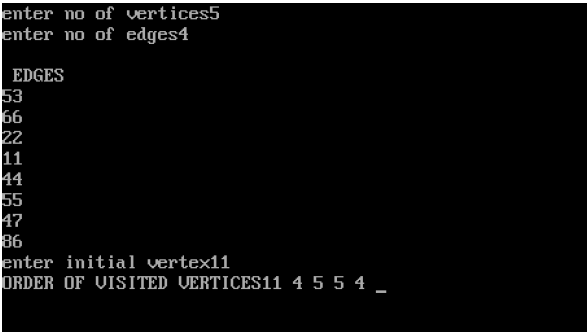 enter no of vertices5
enter no of edges4
EDGES
53
66
22
11
44
55
47
86
enter initial vertex11
ORDER OF VISITED VERTICES11 4 5 5 4 _